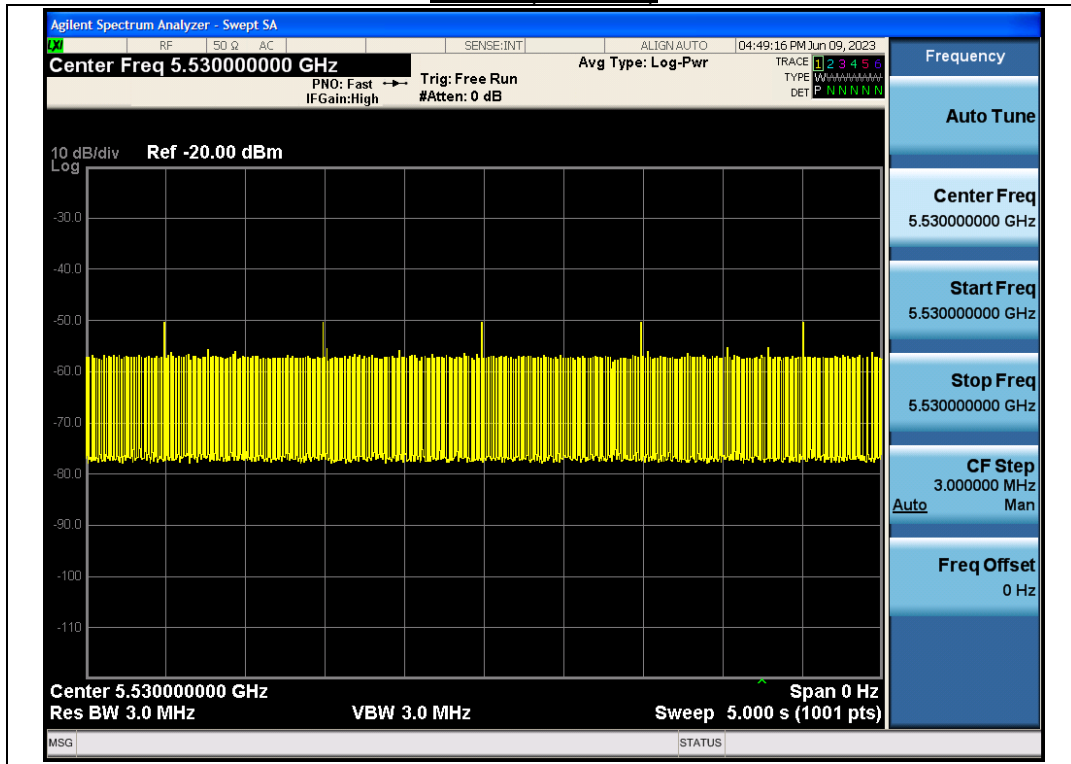 Agilent Spectrum Analyzer - Swept SA
LXI RF 50 Ω AC SENSE:INT ALIGN AUTO 04:49:16 PM Jun 09, 2023
Center Freq 5.530000000 GHz
PNO: Fast
IFGain:High
Trig: Free Run
#Atten: 0 dB
Avg Type: Log-Pwr
TRACE 1 2 3 4 5 6
TYPE
DET P N N N N N
10 dB/div Ref -20.00 dBm
Log
-30.0
-40.0
-50.0
-60.0
-70.0
-80.0
-90.0
-100
-110
Center 5.530000000 GHz Span 0 Hz
Res BW 3.0 MHz VBW 3.0 MHz Sweep 5.000 s (1001 pts)
MSG STATUS
Frequency
Auto Tune
Center Freq
5.530000000 GHz
Start Freq
5.530000000 GHz
Stop Freq
5.530000000 GHz
CF Step
3.000000 MHz
Auto Man
Freq Offset
0 Hz